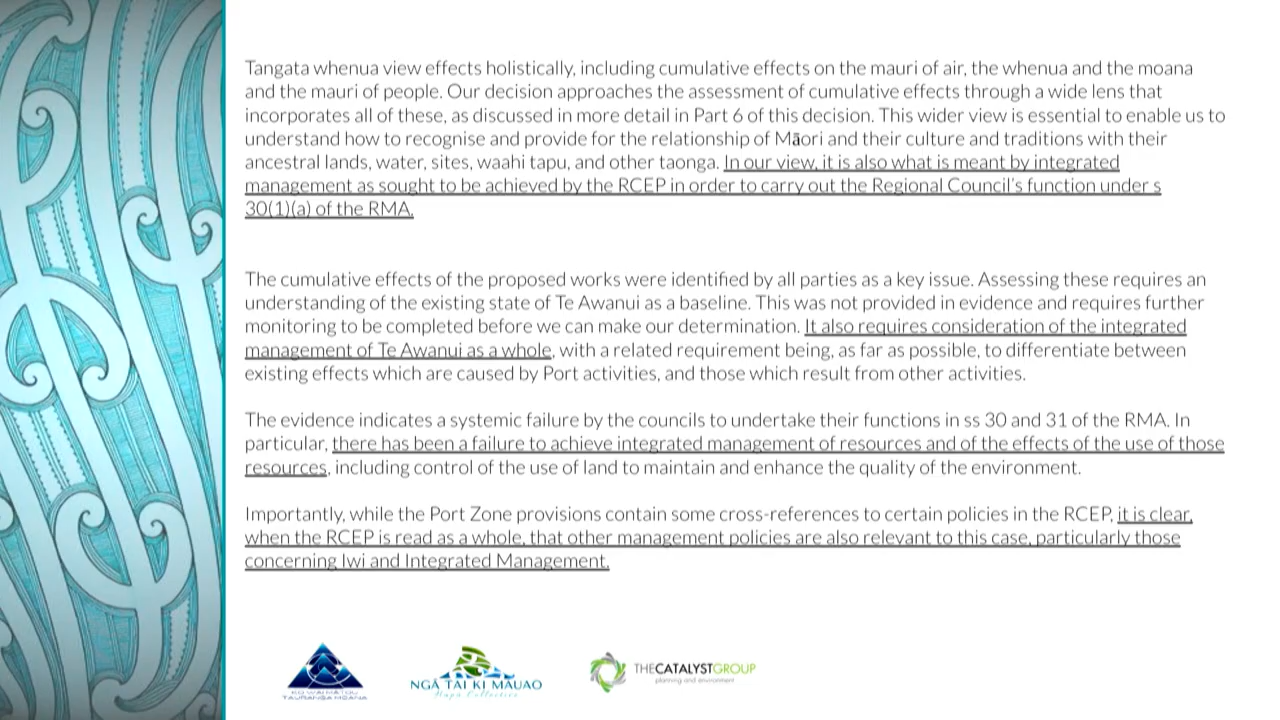 Tangata whenua view effects holistically, including cumulative effects on the mauri of air, the whenua and the moana
and the mauri of people. Our decision approaches the assessment of cumulative effects through a wide lens that
incorporates all of these, as discussed in more detail in Part 6 of this decision. This wider view is essential to enable us to
understand how to recognise and provide for the relationship of Māori and their culture and traditions with their
ancestral lands, water, sites, waahi tapu, and other taonga. In our view, it is also what is meant by integrated
management as sought to be achieved by the RCEP in order to carry out the Regional Council's function under s
30(1)(a) of the RMA.
The cumulative effects of the proposed works were identified by all parties as a key issue. Assessing these requires an
understanding of the existing state of Te Awanui as a baseline. This was not provided in evidence and requires further
monitoring to be completed before we can make our determination. It also requires consideration of the integrated
management of Te Awanui as a whole, with a related requirement being, as far as possible, to differentiate between
existing effects which are caused by Port activities, and those which result from other activities.
The evidence indicates a systemic failure by the councils to undertake their functions in ss 30 and 31 of the RMA. In
particular, there has been a failure to achieve integrated management of resources and of the effects of the use of those
resources, including control of the use of land to maintain and enhance the quality of the environment.
Importantly, while the Port Zone provisions contain some cross-references to certain policies in the RCEP, it is clear,
when the RCEP is read as a whole, that other management policies are also relevant to this case, particularly those
concerning Iwi and Integrated Management.
KO WAI MATOU
TAURANGA MOANA
NGĀ TAI KI MAUAO
Hapū Collective
THECATALYSTGROUP
planning and environment